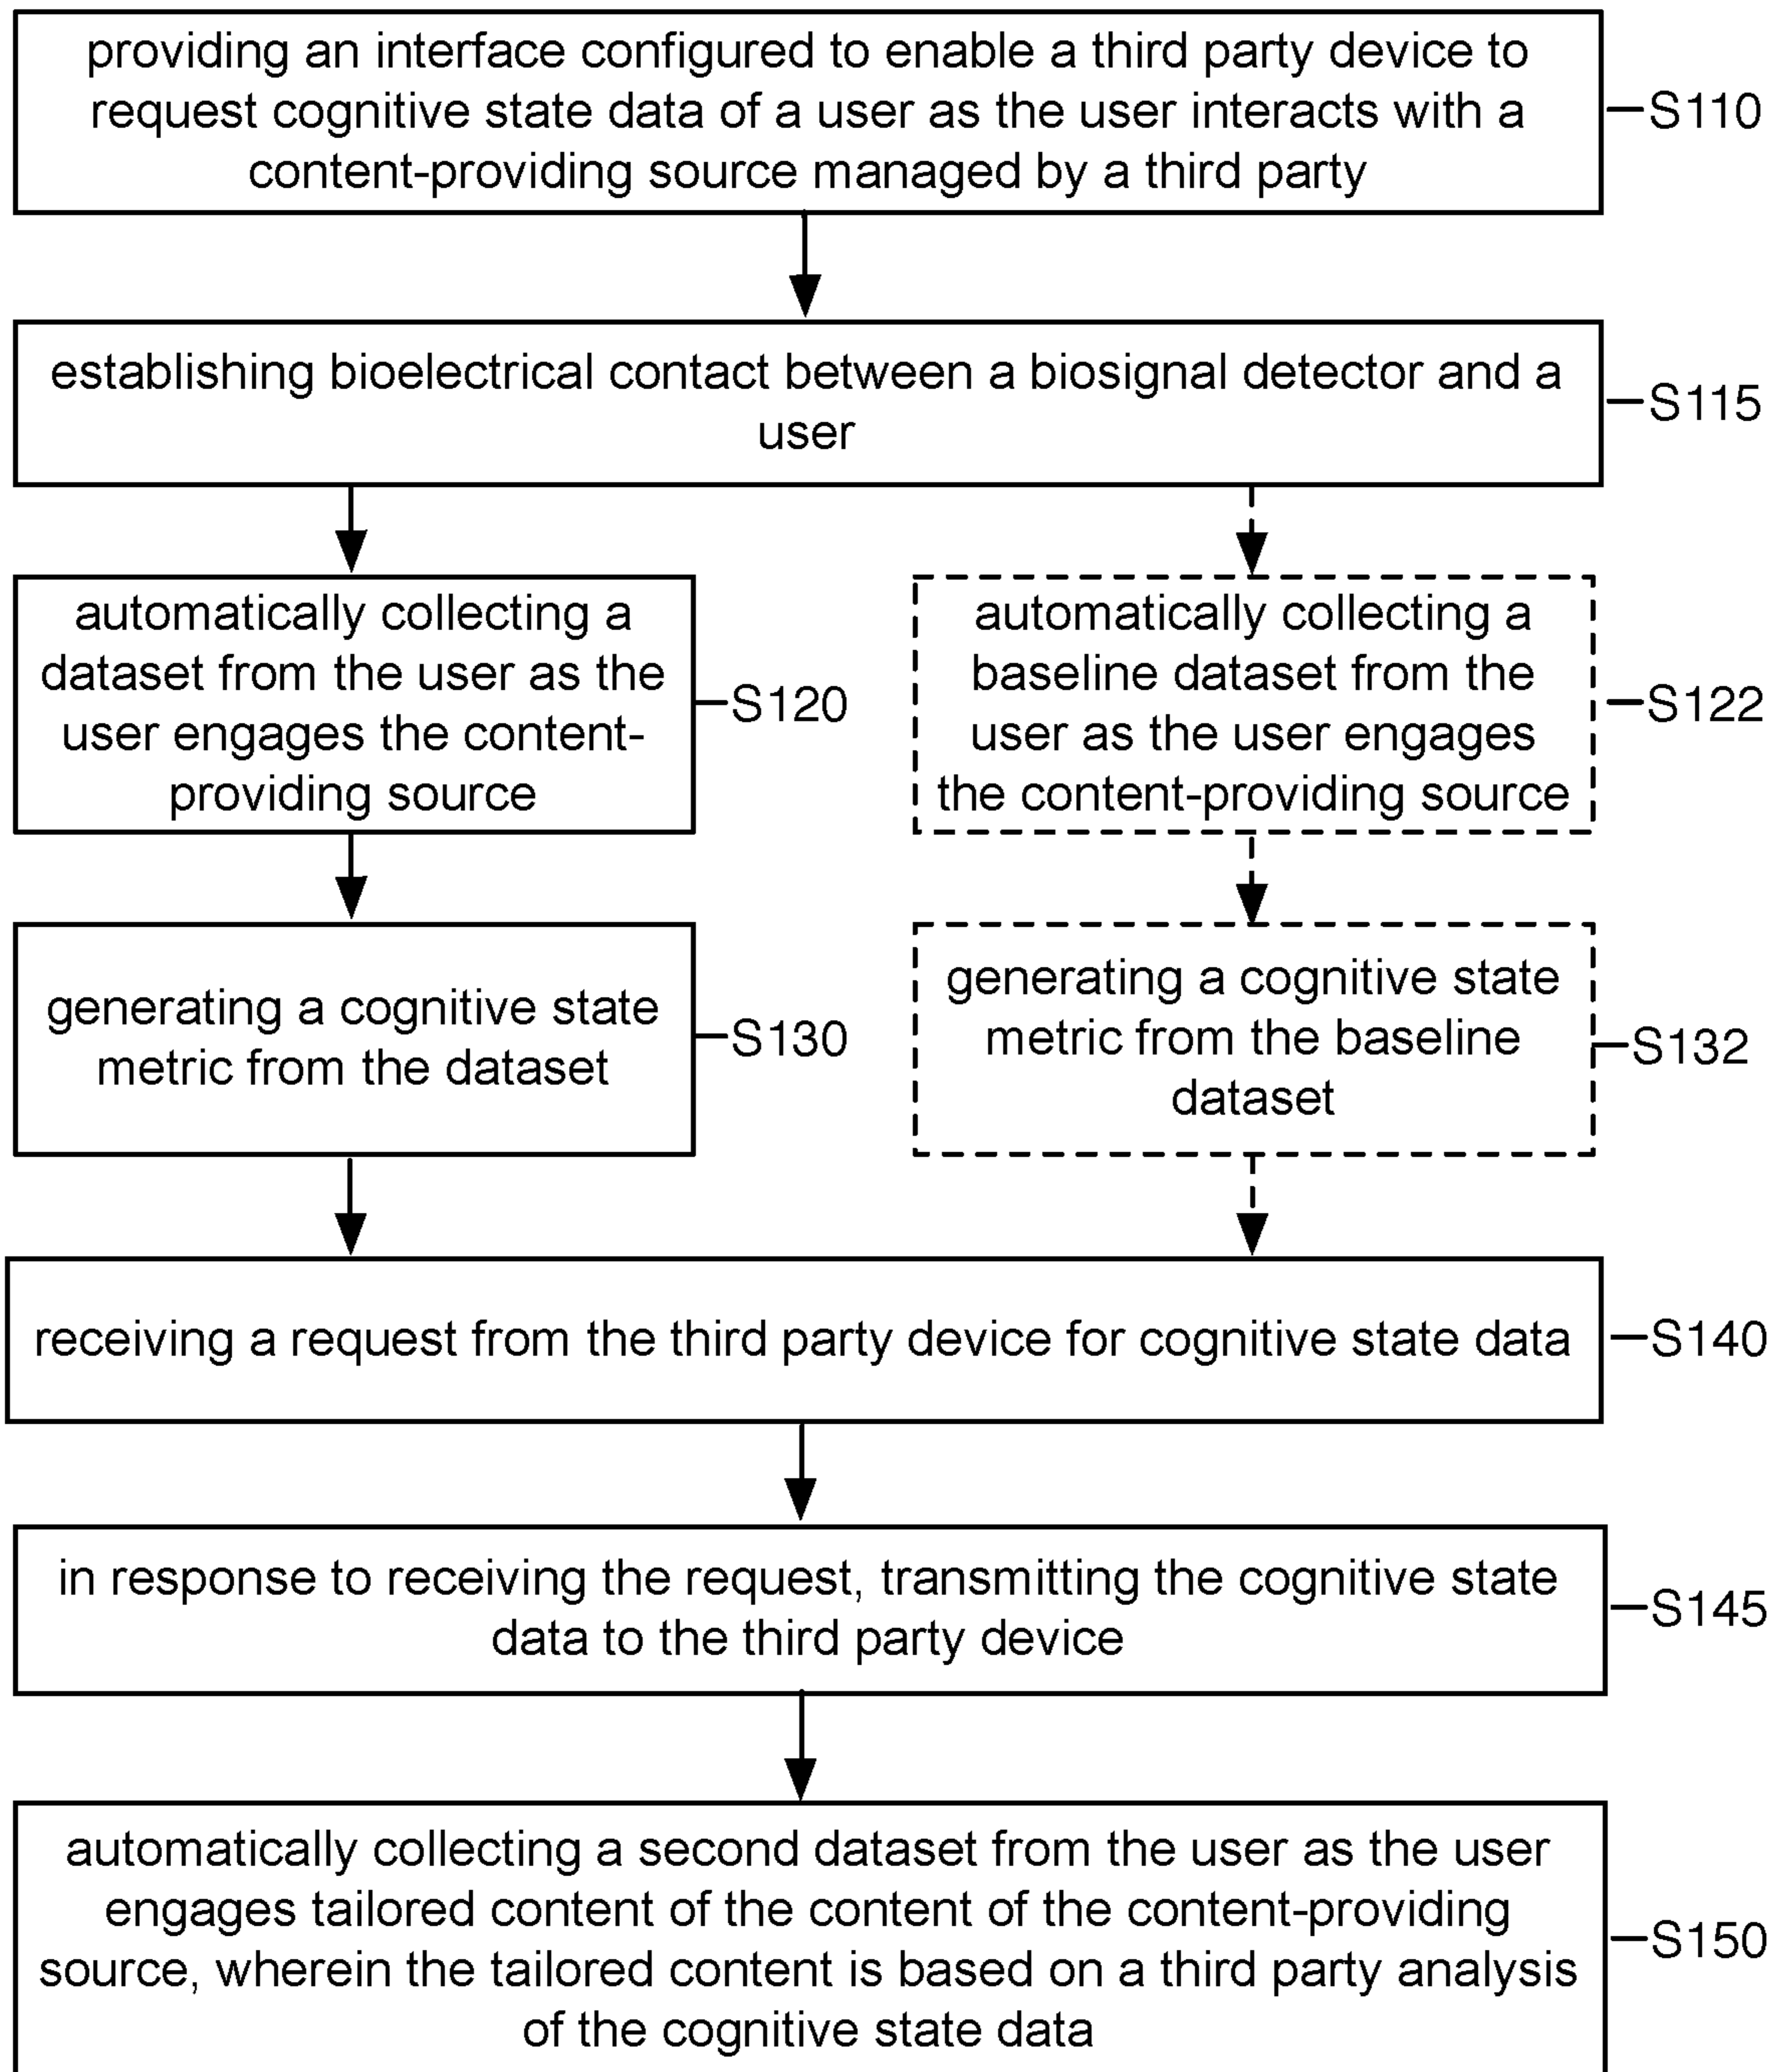 providing an interface configured to enable a third party device to
request cognitive state data of a user as the user interacts with a
content-providing source managed by a third party
S110
establishing bioelectrical contact between a biosignal detector and a
user
S115
automatically collecting a
dataset from the user as the
user engages the content-
providing source
S120
automatically collecting a
baseline dataset from the
user as the user engages
the content-providing source
S122
generating a cognitive state
metric from the dataset
S130
generating a cognitive state
metric from the baseline
dataset
S132
receiving a request from the third party device for cognitive state data
S140
in response to receiving the request, transmitting the cognitive state
data to the third party device
S145
automatically collecting a second dataset from the user as the user
engages tailored content of the content of the content-providing
source, wherein the tailored content is based on a third party analysis
of the cognitive state data
S150